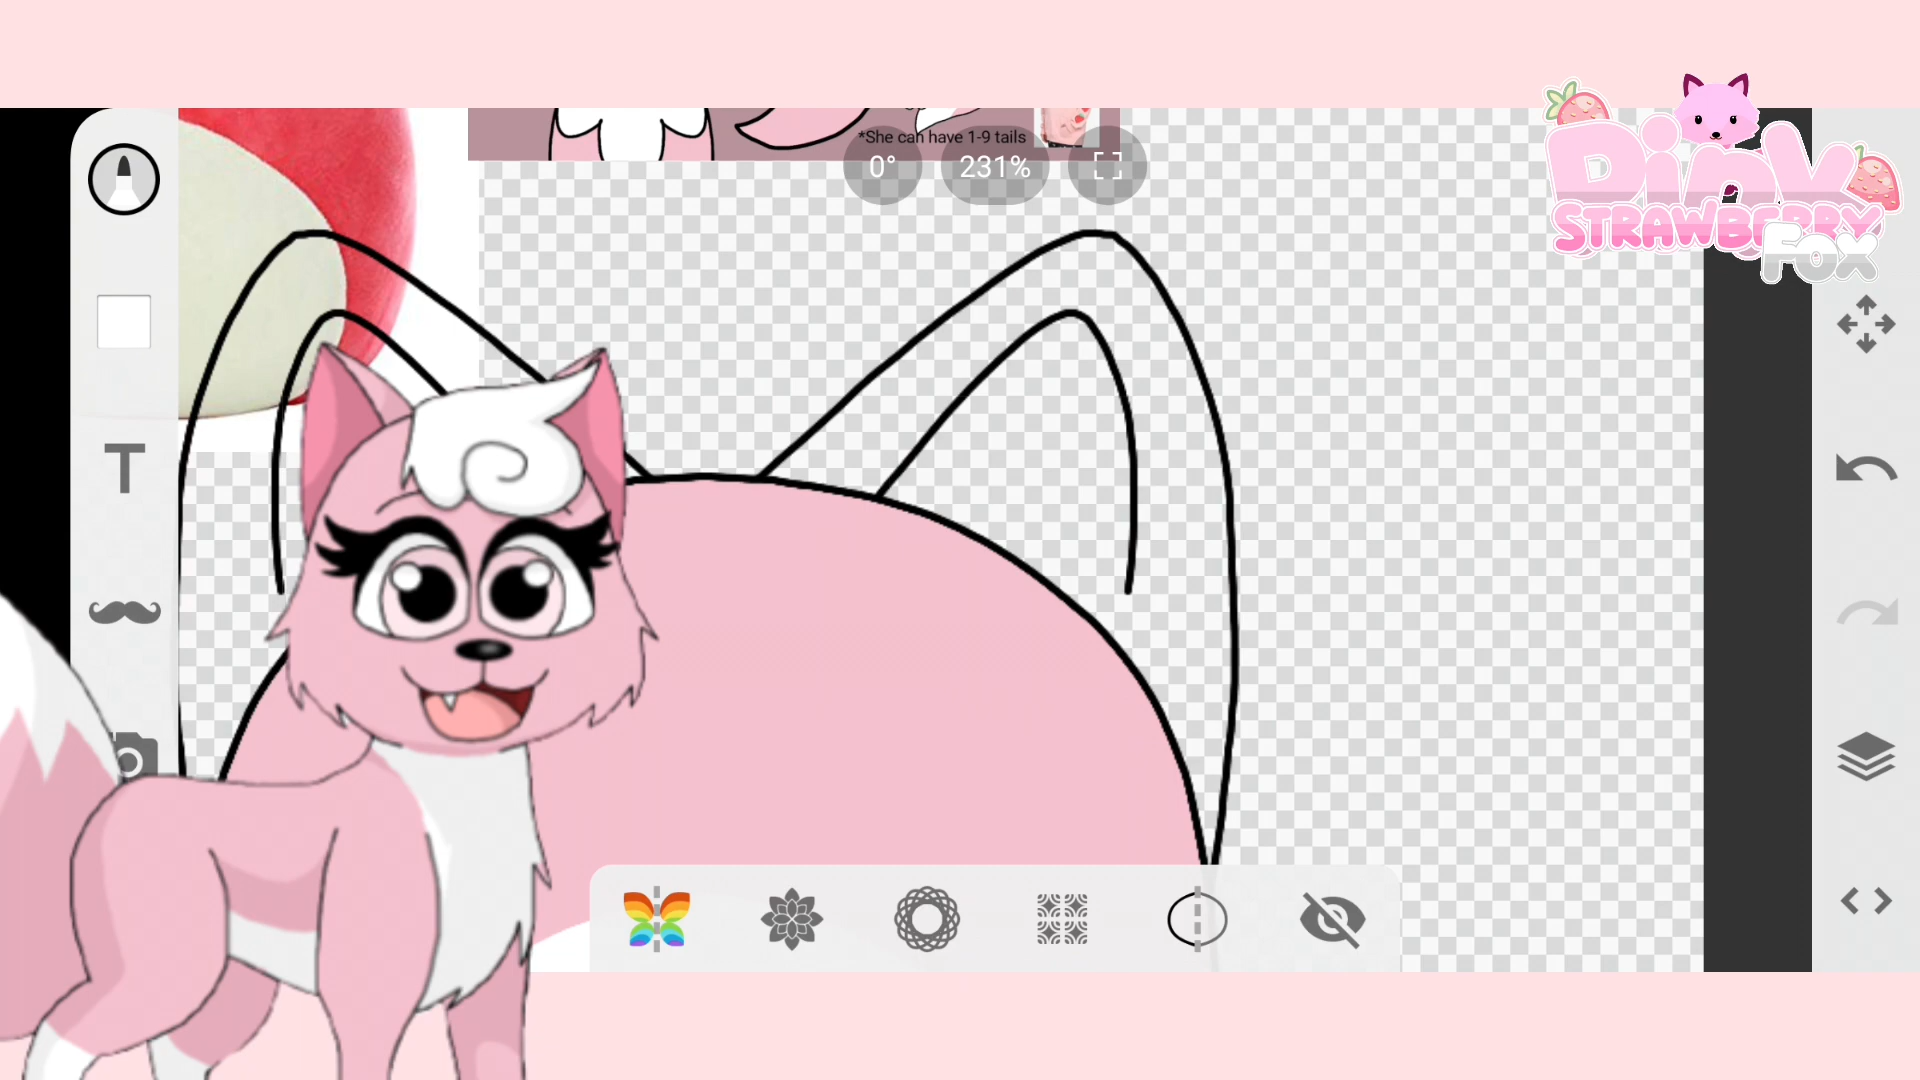 *She can have 1-9 tails
0°
231%
Pink
STRAWBERRY
FOX
T